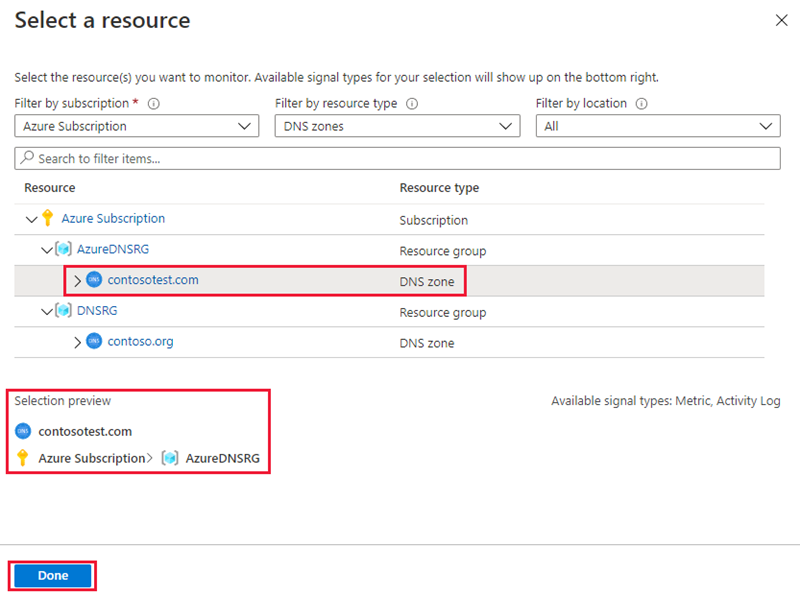 Select a resource
Select the resource(s) you want to monitor. Available signal types for your selection will show up on the bottom right.
Filter by subscription * Filter by resource type Filter by location
Azure Subscription DNS zones All
Search to filter items...
Resource Resource type
Azure Subscription Subscription
AzureDNSRG Resource group
DNS contosotest.com DNS zone
DNSRG Resource group
DNS contoso.org DNS zone
Selection preview Available signal types: Metric, Activity Log
DNS contosotest.com
Azure Subscription> AzureDNSRG
Done